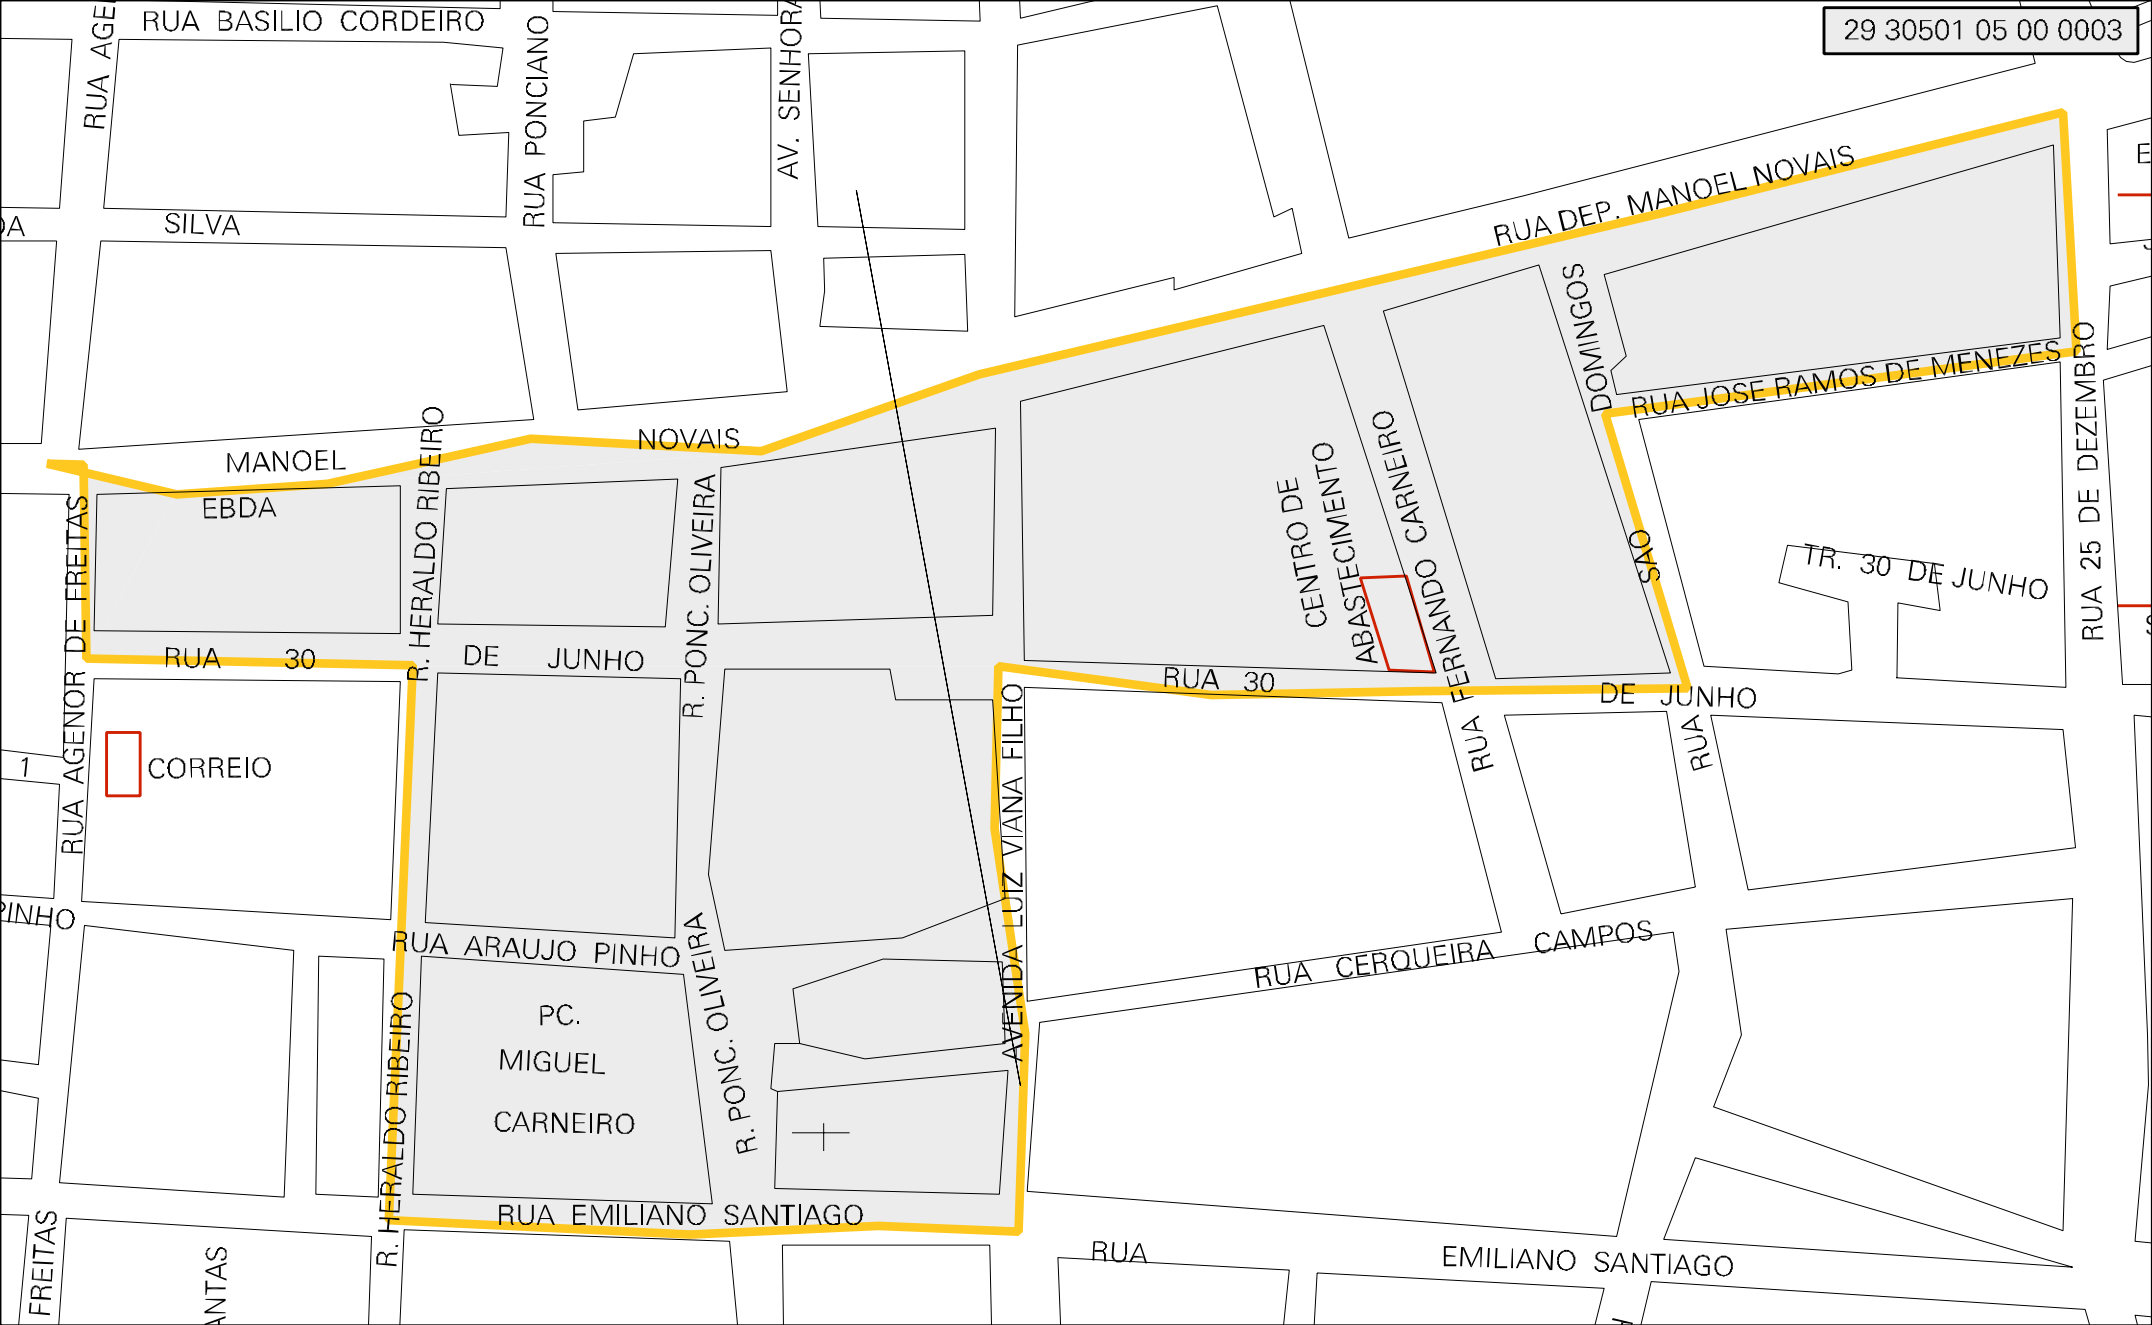 RUA BASILIO CORDEIRO
29 30501 05 00 0003
RUA AGE
RUA PONCIANO
AV. SENHORA
DA
SILVA
RUA DEP. MANOEL NOVAIS
DOMINGOS
RUA JOSE RAMOS DE MENEZES
RUA 25 DE DEZEMBRO
MANOEL
NOVAIS
EBDA
R. HERALDO RIBEIRO
R. PONC. OLIVEIRA
CENTRO DE
ABASTECIMENTO
RUA FERNANDO CARNEIRO
SAO
TR. 30 DE JUNHO
RUA AGENOR DE FREITAS
RUA 30
DE JUNHO
RUA 30
DE JUNHO
RUA
1
CORREIO
AVENIDA LUIZ VIANA FILHO
PINHO
RUA ARAUJO PINHO
R. PONC. OLIVEIRA
RUA CERQUEIRA CAMPOS
PC.
MIGUEL
CARNEIRO
R. HERALDO RIBEIRO
RUA EMILIANO SANTIAGO
RUA
EMILIANO SANTIAGO
FREITAS
ANTAS